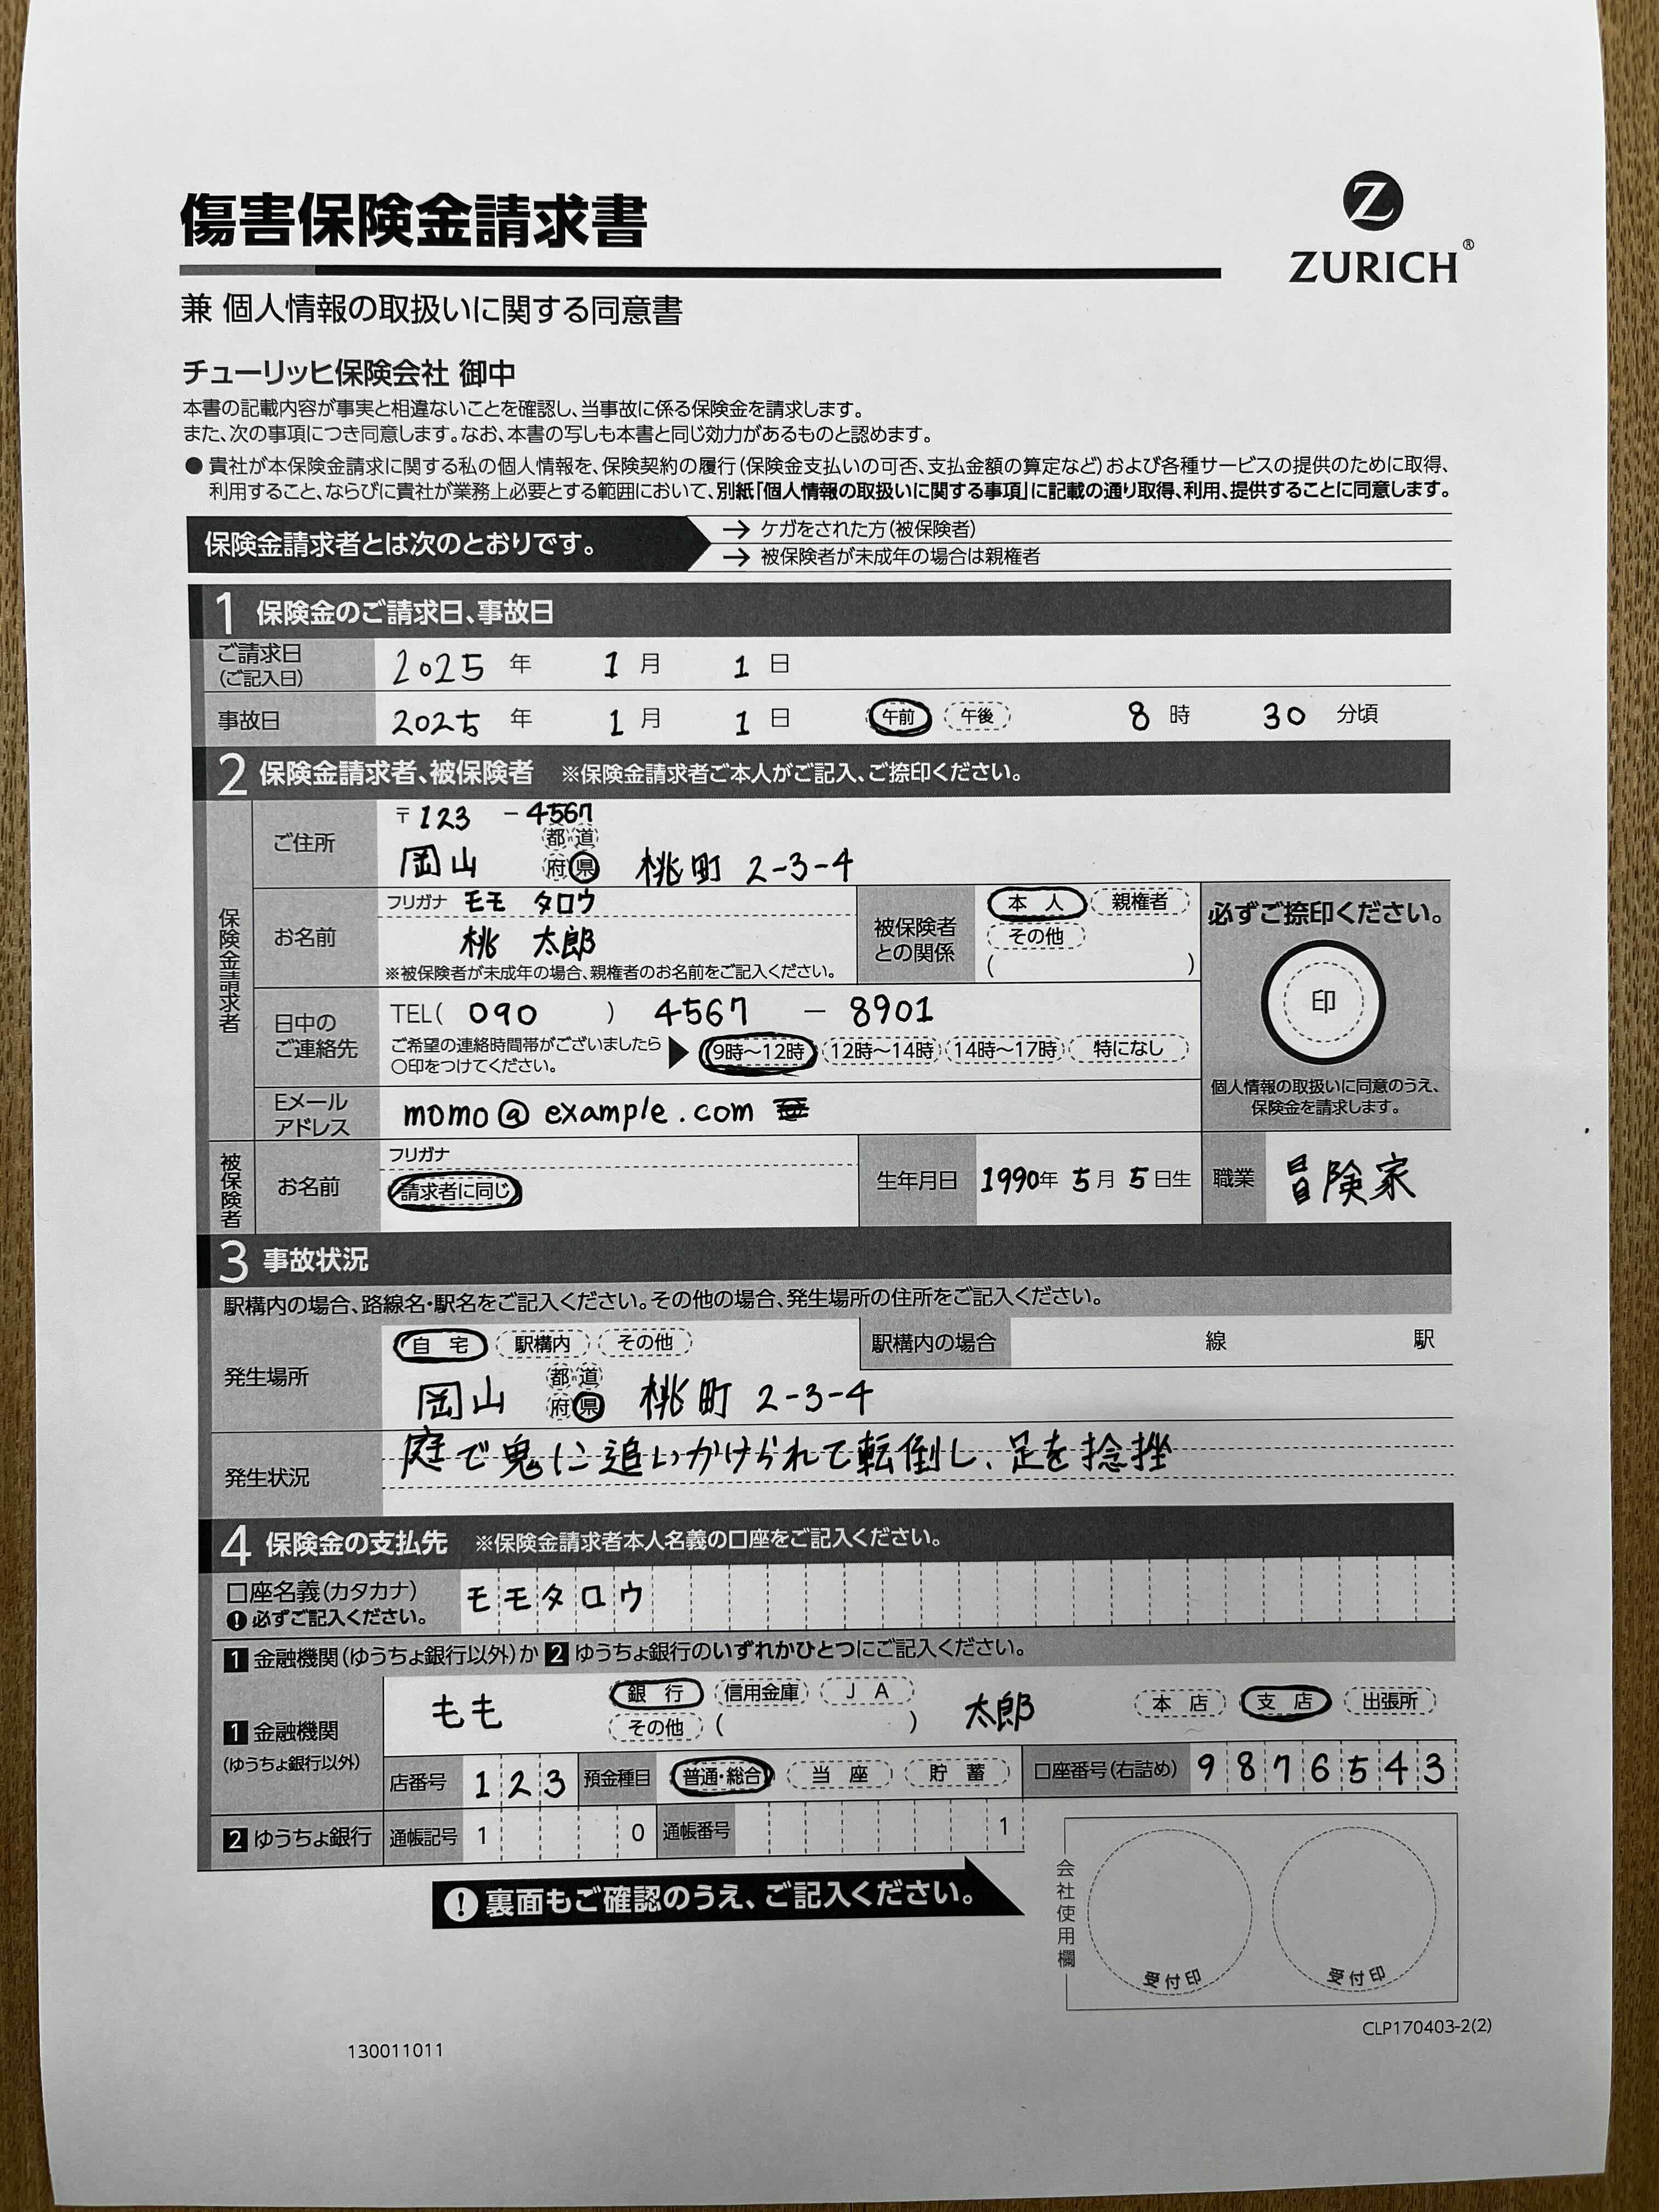 傷害保険金請求書
Z
ZURICH®
兼 個人情報の取扱いに関する同意書
チューリッヒ保険会社 御中
本書の記載内容が事実と相違ないことを確認し、当事故に係る保険金を請求します。
また、次の事項につき同意します。なお、本書の写しも本書と同じ効力があるものと認めます。
● 貴社が本保険金請求に関する私の個人情報を、保険契約の履行(保険金支払いの可否、支払金額の算定など)および各種サービスの提供のために取得、
利用すること、ならびに貴社が業務上必要とする範囲において、別紙「個人情報の取扱いに関する事項」に記載の通り取得、利用、提供することに同意します。
保険金請求者とは次のとおりです。
→ ケガをされた方(被保険者)
→ 被保険者が未成年の場合は親権者
1 保険金のご請求日、事故日
ご請求日
(ご記入日)
2025 年 1 月 1 日
事故日 2025 年 1 月 1 日 午前 午後 8 時 30 分頃
2 保険金請求者、被保険者 ※保険金請求者ご本人がご記入、ご捺印ください。
保険金請求者
ご住所
〒123 - 4567
岡山 都 道 府 県 桃町 2-3-4
お名前
フリガナ モモ タロウ
桃 太郎
※被保険者が未成年の場合、親権者のお名前をご記入ください。
被保険者
との関係
本 人 親権者
その他
( )
必ずご捺印ください。
印
個人情報の取扱いに同意のうえ、
保険金を請求します。
日中の
ご連絡先
TEL( 090 ) 4567 - 8901
ご希望の連絡時間帯がございましたら
○印をつけてください。
▶ 9時~12時 12時~14時 14時~17時 特になし
Eメール
アドレス
momo@example.com
被保険者
お名前
フリガナ
請求者に同じ
生年月日 1990年 5月 5日生
職業 冒険家
3 事故状況
駅構内の場合、路線名・駅名をご記入ください。その他の場合、発生場所の住所をご記入ください。
発生場所
自 宅 駅構内 その他
駅構内の場合 線 駅
岡山 都 道 府 県 桃町 2-3-4
発生状況
庭で鬼に追いかけられて転倒し、足を捻挫
4 保険金の支払先 ※保険金請求者本人名義の口座をご記入ください。
口座名義(カタカナ)
! 必ずご記入ください。
モモタロウ
1 金融機関(ゆうちょ銀行以外)か 2 ゆうちょ銀行のいずれかひとつにご記入ください。
1 金融機関
(ゆうちょ銀行以外)
もも 銀 行 信用金庫 J A
その他 ( )
太郎 本 店 支 店 出張所
店番号 123 預金種目 普通・総合 当 座 貯 蓄 口座番号(右詰め) 9876543
2 ゆうちょ銀行 通帳記号 1 0 通帳番号 1
! 裏面もご確認のうえ、ご記入ください。
会社使用欄
受付印
受付印
CLP170403-2(2)
130011011